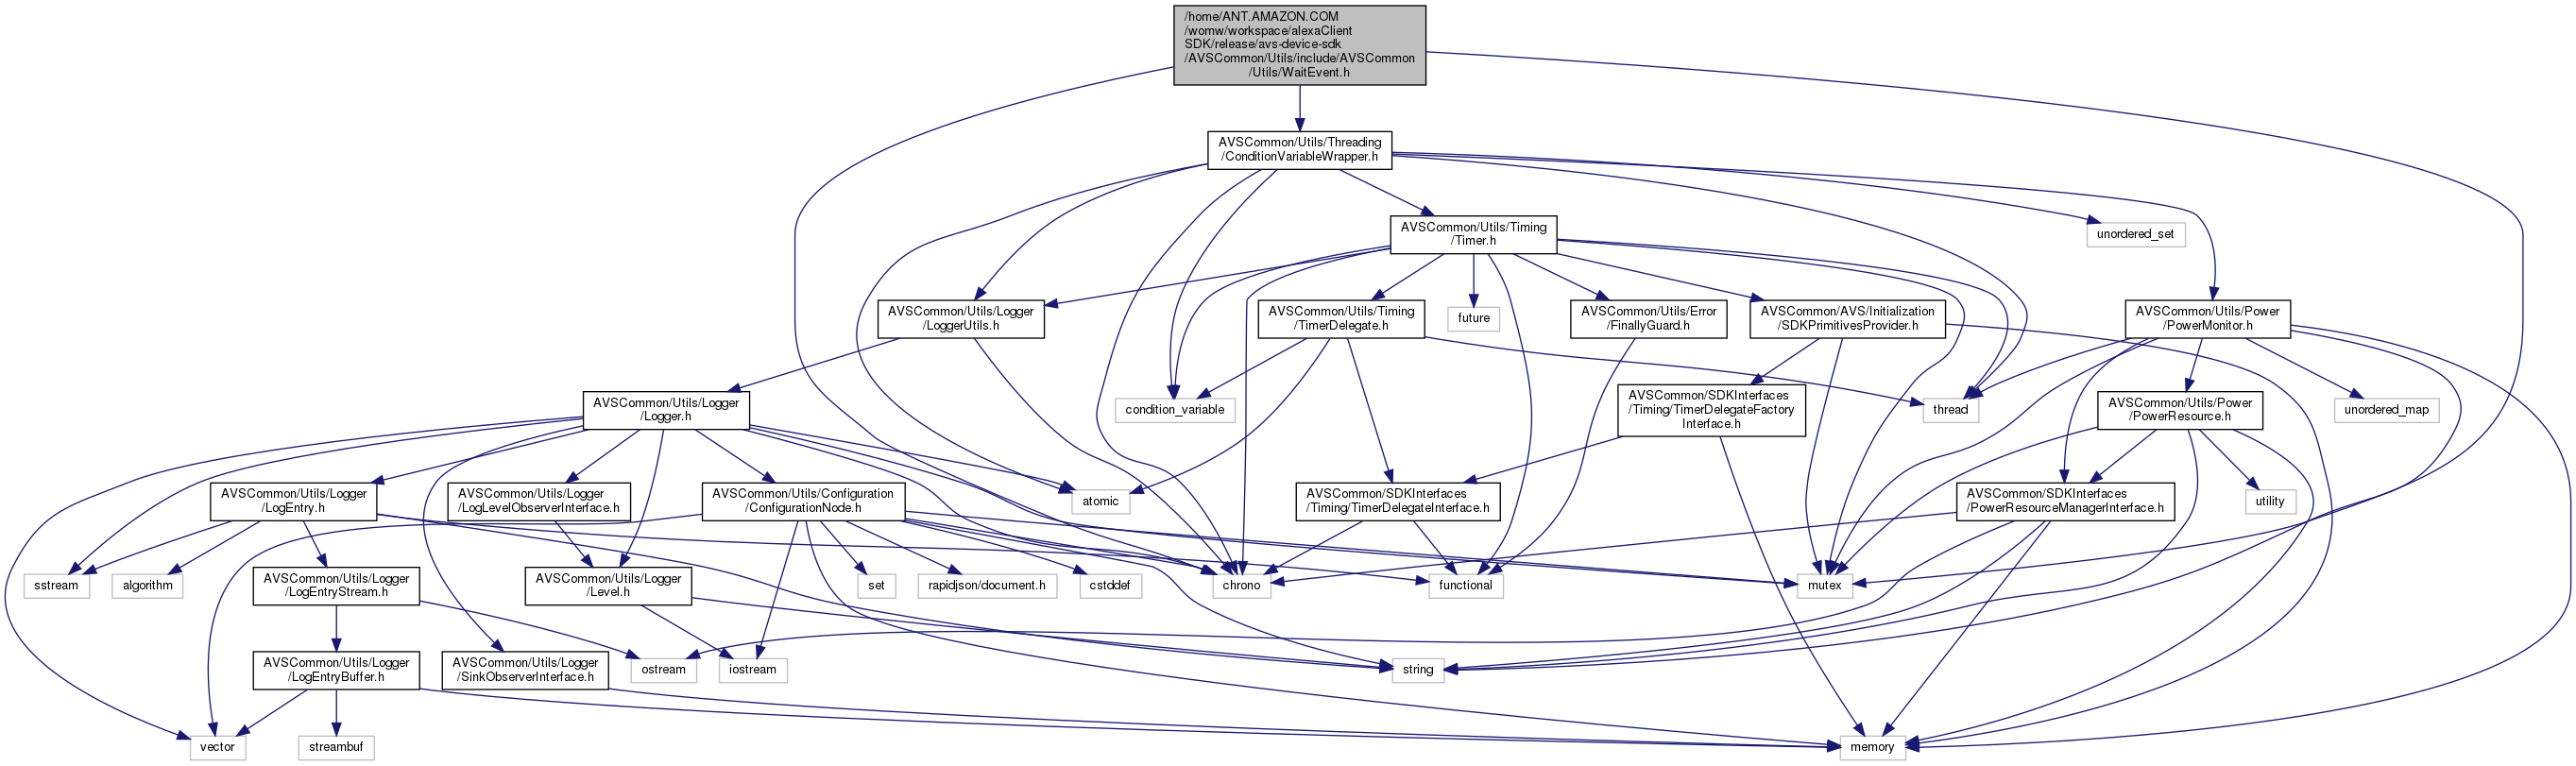 /home/ANT.AMAZON.COM
/womw/workspace/alexaClient
SDK/release/avs-device-sdk
/AVSCommon/Utils/include/AVSCommon
/Utils/WaitEvent.h
AVSCommon/Utils/Threading
/ConditionVariableWrapper.h
AVSCommon/Utils/Timing
/Timer.h
unordered_set
AVSCommon/Utils/Logger
/LoggerUtils.h
AVSCommon/Utils/Timing
/TimerDelegate.h
future
AVSCommon/Utils/Error
/FinallyGuard.h
AVSCommon/AVS/Initialization
/SDKPrimitivesProvider.h
AVSCommon/Utils/Power
/PowerMonitor.h
AVSCommon/Utils/Logger
/Logger.h
condition_variable
AVSCommon/SDKInterfaces
/Timing/TimerDelegateFactory
Interface.h
thread
AVSCommon/Utils/Power
/PowerResource.h
unordered_map
AVSCommon/Utils/Logger
/LogEntry.h
AVSCommon/Utils/Logger
/LogLevelObserverInterface.h
AVSCommon/Utils/Configuration
/ConfigurationNode.h
atomic
AVSCommon/SDKInterfaces
/Timing/TimerDelegateInterface.h
AVSCommon/SDKInterfaces
/PowerResourceManagerInterface.h
utility
sstream
algorithm
AVSCommon/Utils/Logger
/LogEntryStream.h
AVSCommon/Utils/Logger
/Level.h
set
rapidjson/document.h
cstddef
chrono
functional
mutex
AVSCommon/Utils/Logger
/LogEntryBuffer.h
AVSCommon/Utils/Logger
/SinkObserverInterface.h
ostream
iostream
string
vector
streambuf
memory